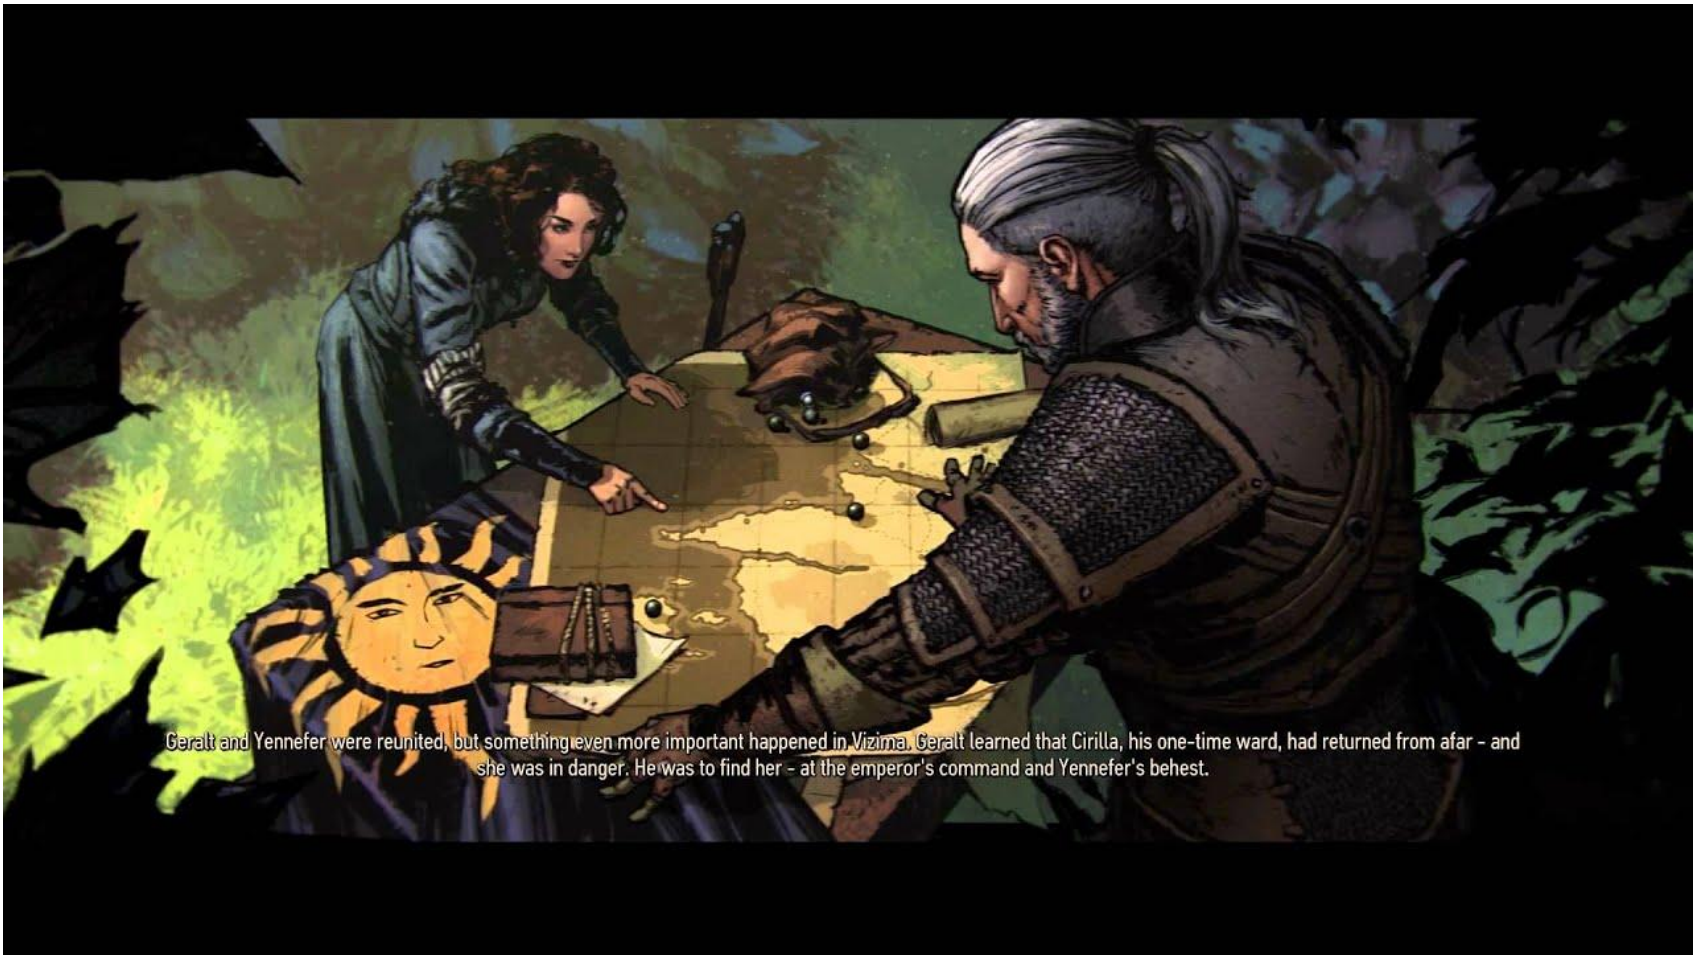 Geralt and Yennefer were reunited, but something even more important happened in Vizima. Geralt learned that Cirilla, his one-time ward, had returned from afar - and
she was in danger. He was to find her - at the emperor's command and Yennefer's behest.